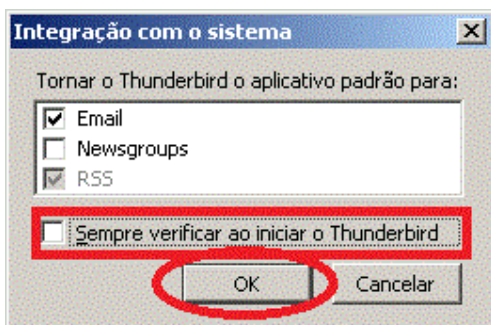 Integração com o sistema
Tornar o Thunderbird o aplicativo padrão para:
Email
Newsgroups
RSS
Sempre verificar ao iniciar o Thunderbird
OK Cancelar